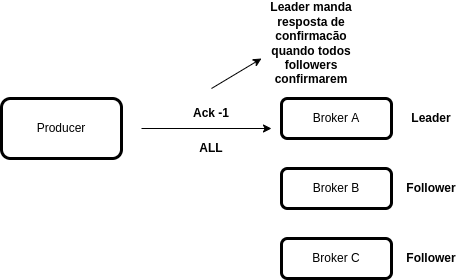 Leader manda
resposta de
confirmacão
quando todos
followers
confirmarem
Ack -1
Producer
Broker A
Leader
ALL
Broker B
Follower
Broker C
Follower